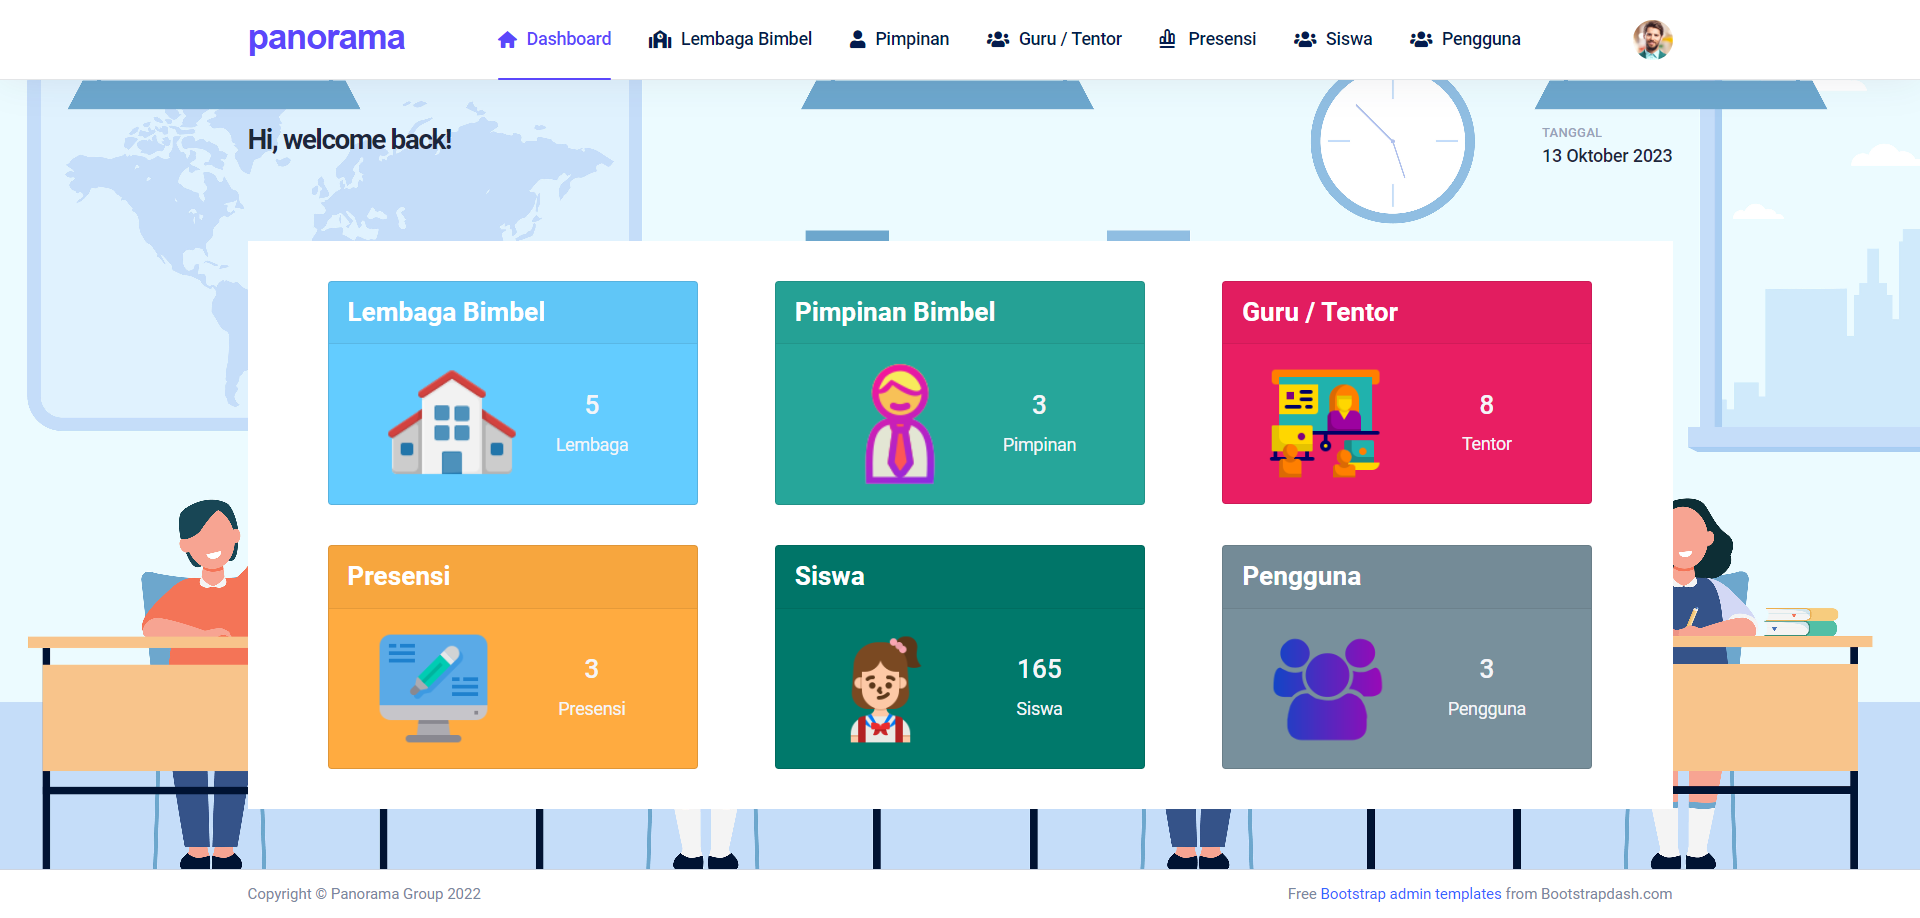 panorama
Dashboard
Lembaga Bimbel
Pimpinan
Guru / Tentor
Presensi
Siswa
Pengguna
Hi, welcome back!
TANGGAL
13 Oktober 2023
Lembaga Bimbel
5
Lembaga
Pimpinan Bimbel
3
Pimpinan
Guru / Tentor
8
Tentor
Presensi
3
Presensi
Siswa
165
Siswa
Pengguna
3
Pengguna
Copyright © Panorama Group 2022
Free Bootstrap admin templates from Bootstrapdash.com